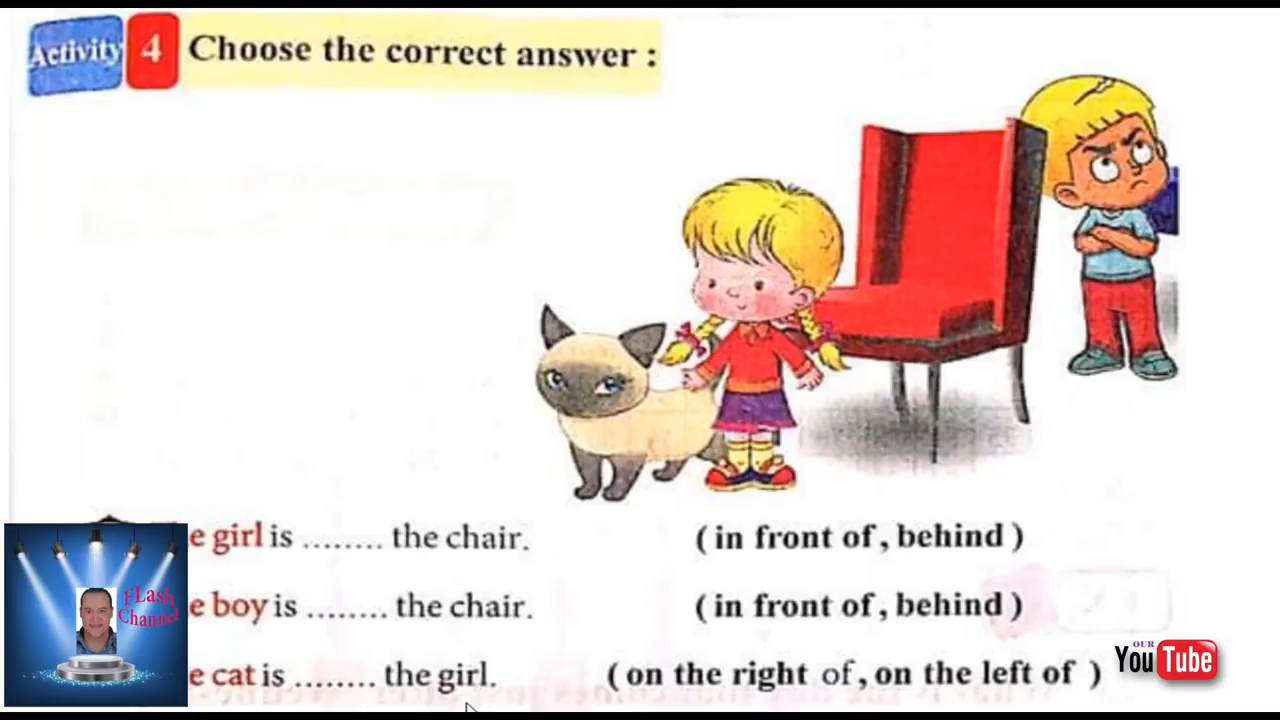 Activity 4 Choose the correct answer :
e girl is ........ the chair. ( in front of , behind )
e boy is ........ the chair. ( in front of , behind )
e cat is ........ the girl. ( on the right of , on the left of )
FLash
Channel
OUR
YouTube